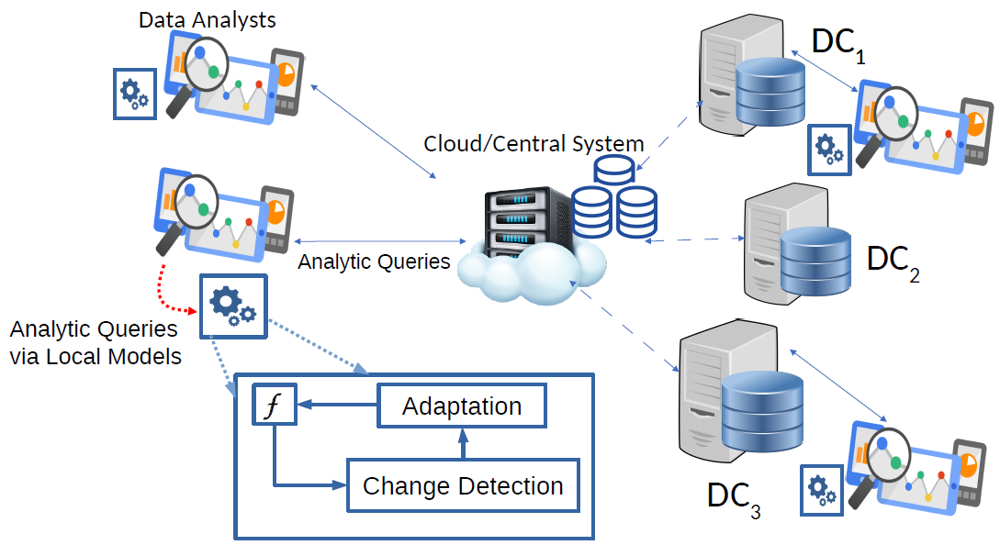 Data Analysts
DC1
Cloud/Central System
Analytic Queries
DC2
Analytic Queries
via Local Models
f
Adaptation
Change Detection
DC3